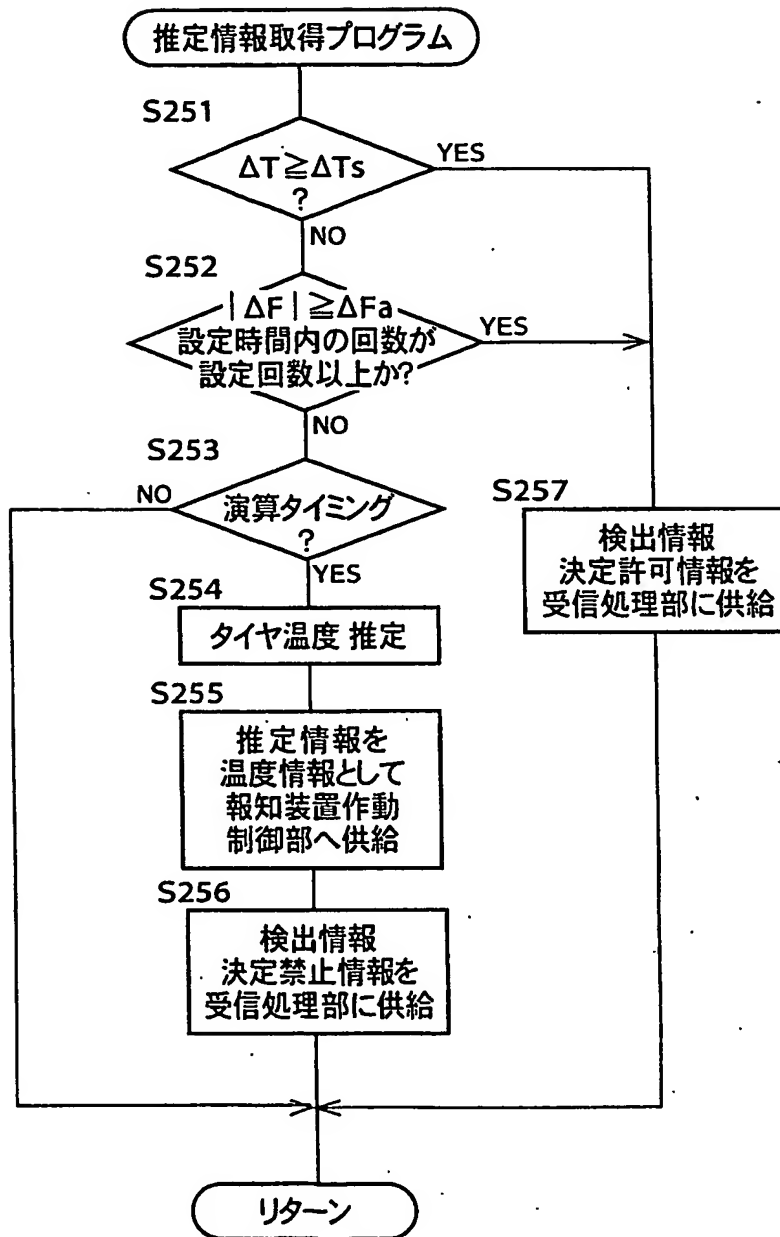 推定情報取得プログラム
S251
ΔT≧ΔTs
?
YES
NO
S252
|ΔF|≧ΔFa
設定時間内の回数が
設定回数以上か?
YES
NO
S253
NO
演算タイミング
?
YES
S257
検出情報
決定許可情報を
受信処理部に供給
S254
タイヤ温度 推定
S255
推定情報を
温度情報として
報知装置作動
制御部へ供給
S256
検出情報
決定禁止情報を
受信処理部に供給
リターン